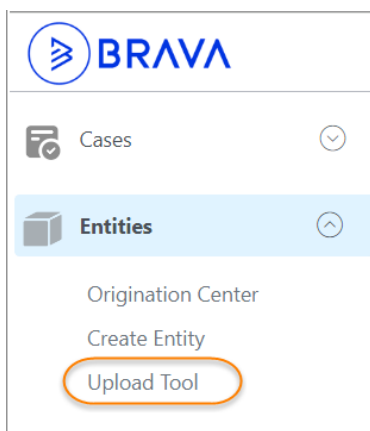 BRAVA
Cases
Entities
Origination Center
Create Entity
Upload Tool